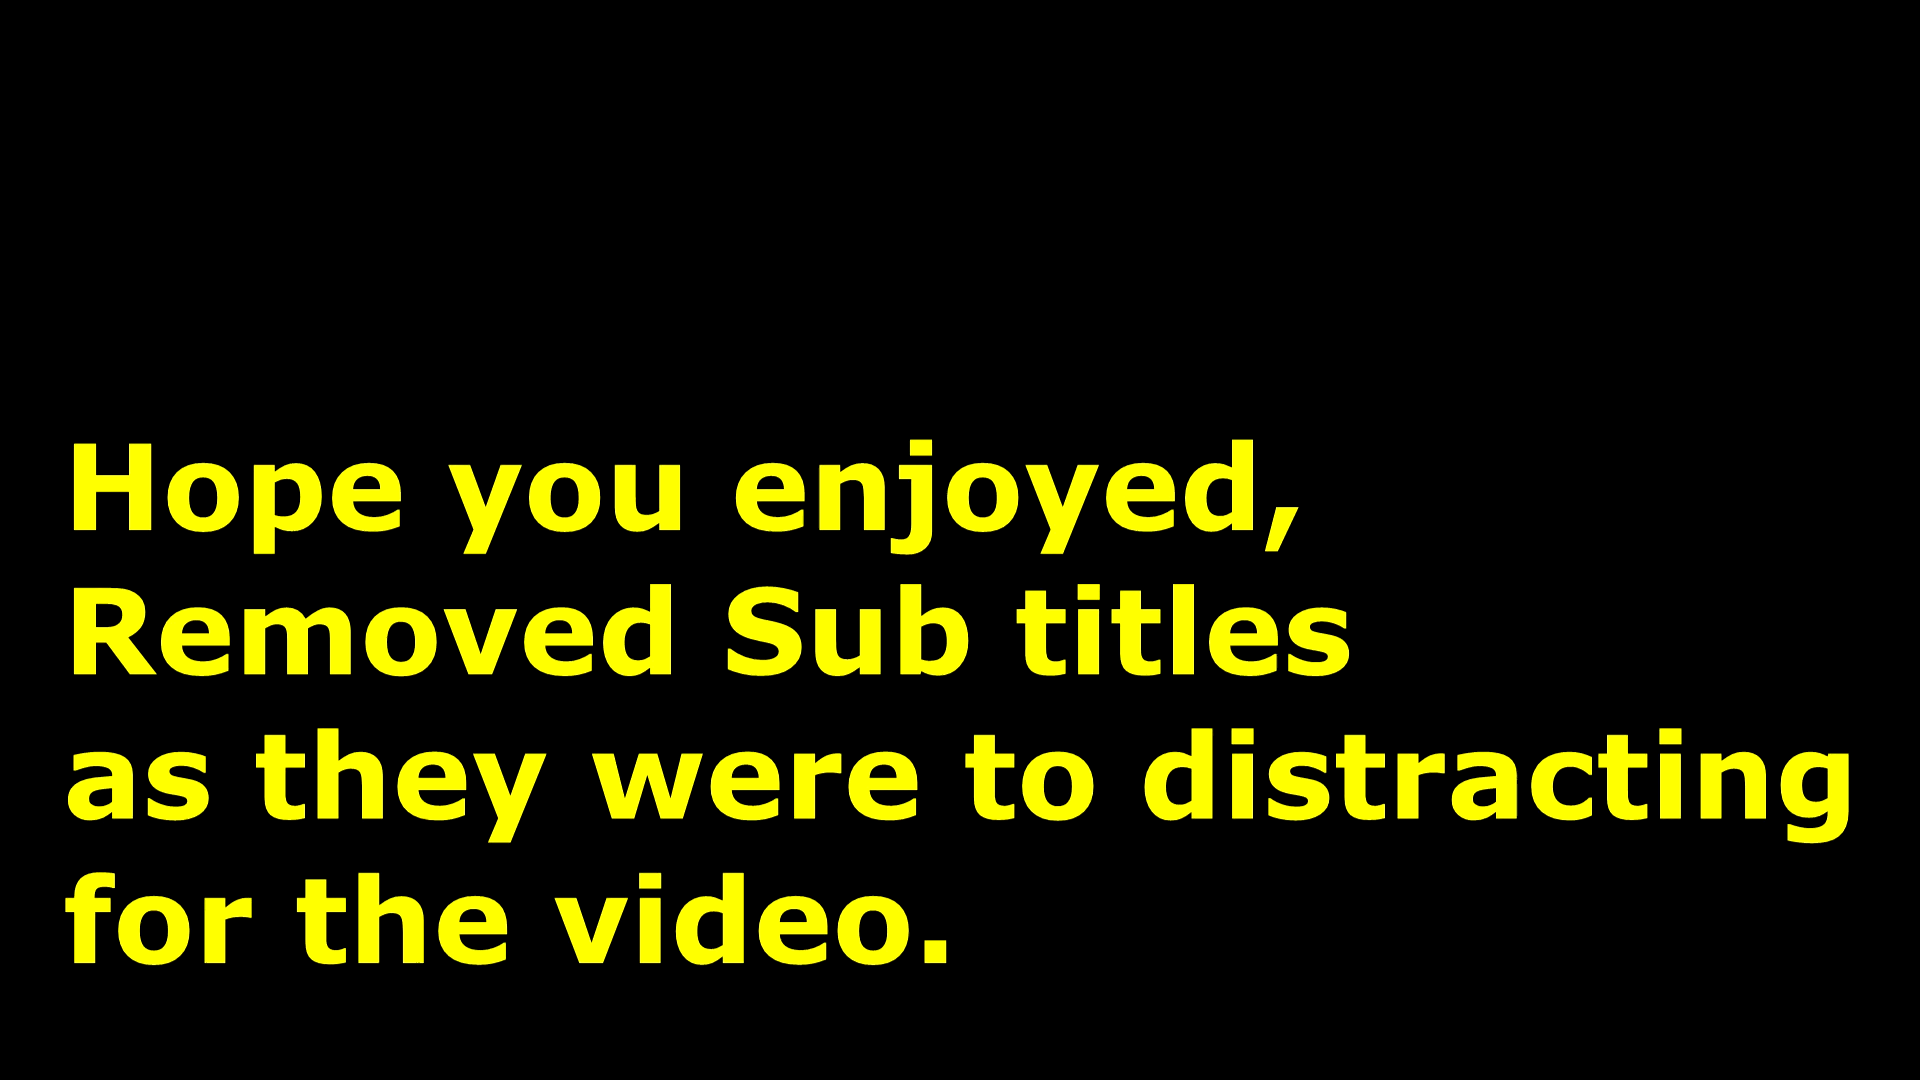 Hope you enjoyed,
Removed Sub titles
as they were to distracting
for the video.